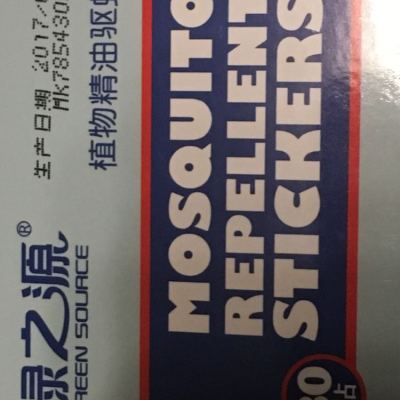 生产日期 2017/
MK785430
植物精油驱
绿之源®
GREEN SOURCE
MOSQUITO
REPELLENT
STICKERS
30